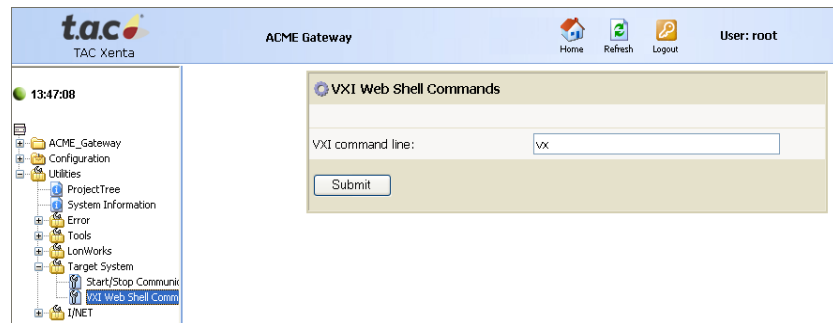 t.a.c
TAC Xenta
ACME Gateway
Home
Refresh
Logout
User: root
13:47:08
ACME_Gateway
Configuration
Utilities
ProjectTree
System Information
Error
Tools
LonWorks
Target System
Start/Stop Communic
VXI Web Shell Comm
I/NET
VXI Web Shell Commands
VXI command line:
vx
Submit